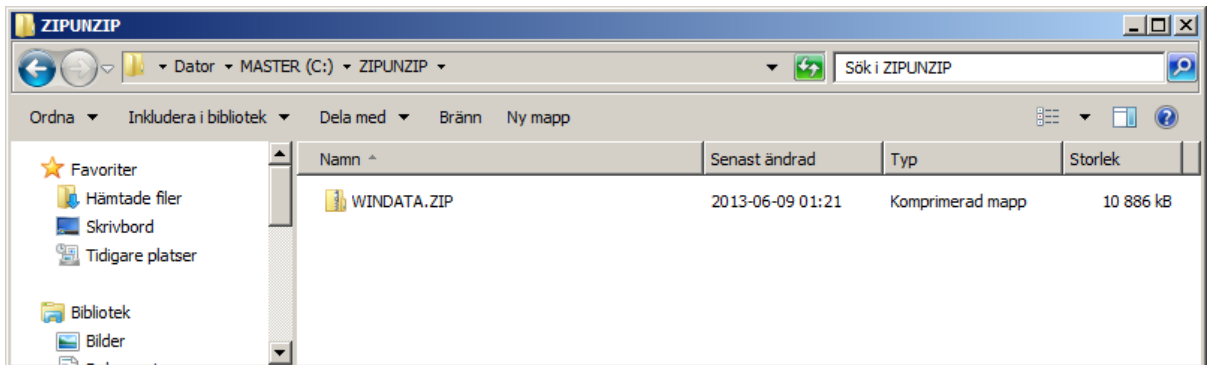 ZIPUNZIP
Dator MASTER (C:) ZIPUNZIP Sök i ZIPUNZIP
Ordna Inkludera i bibliotek Dela med Bränn Ny mapp
Namn Senast ändrad Typ Storlek
Favoriter
Hämtade filer
Skrivbord
Tidigare platser
Bibliotek
Bilder
WINDATA.ZIP 2013-06-09 01:21 Komprimerad mapp 10 886 kB